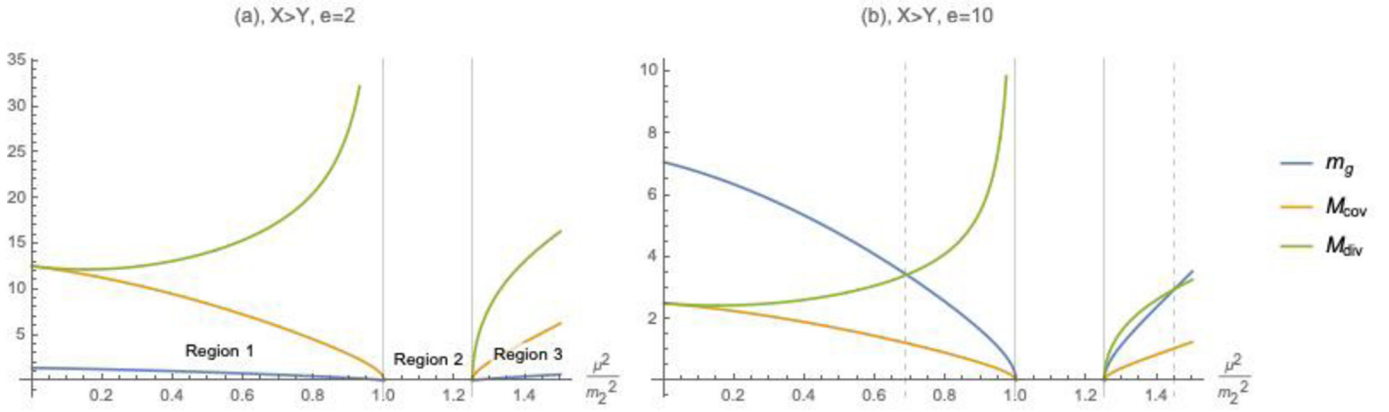 (a), X>Y, e=2
35
30
25
20
15
10
5
Region 1
Region 2
Region 3
0.2 0.4 0.6 0.8 1.0 1.2 1.4
μ²/m₂²
(b), X>Y, e=10
10
8
6
4
2
0.2 0.4 0.6 0.8 1.0 1.2 1.4
μ²/m₂²
m_g
M_cov
M_div